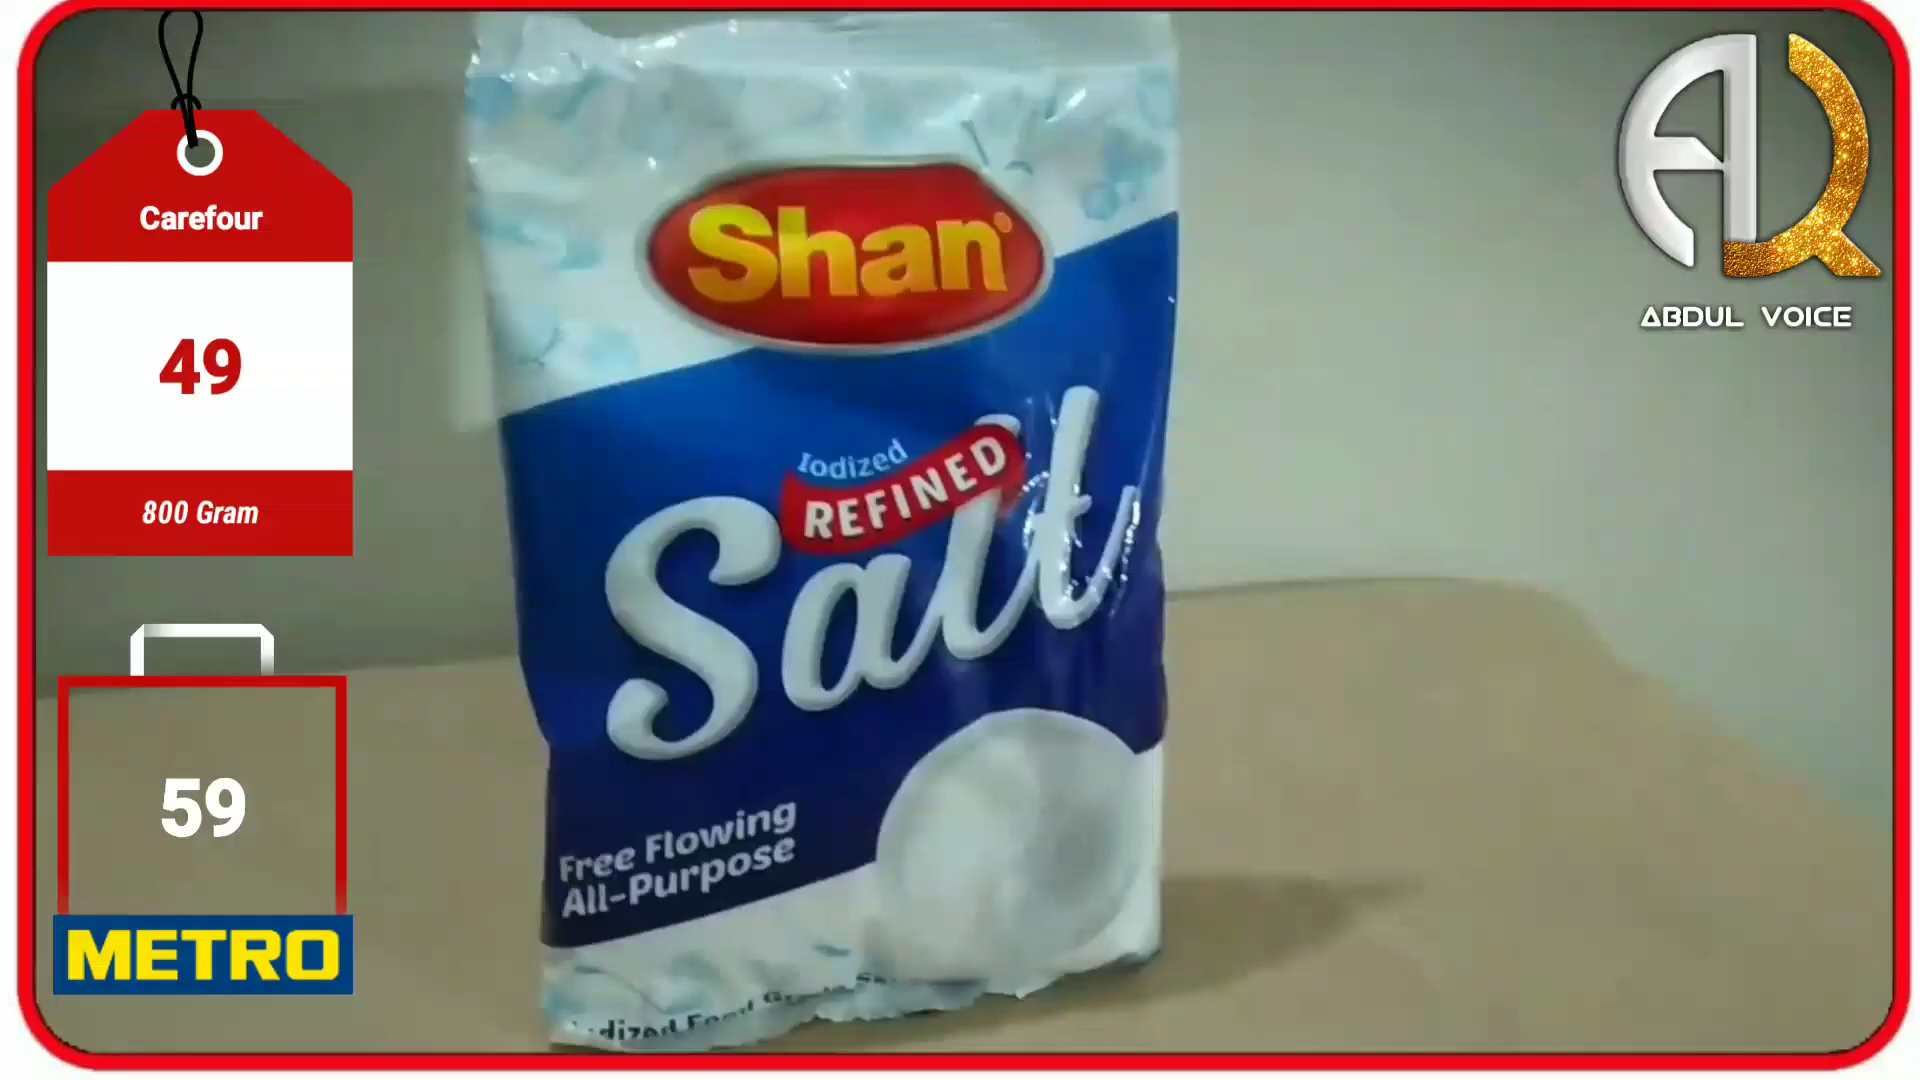 Carefour
49
800 Gram
59
METRO
Shan
Iodized
REFINED
Salt
Free Flowing
All-Purpose
ABDUL VOICE